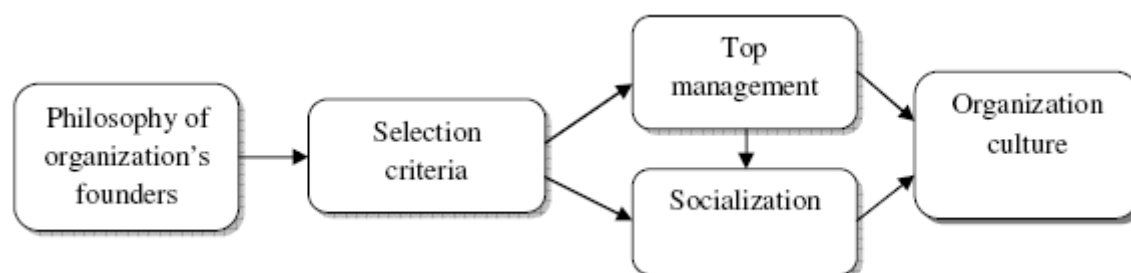 Philosophy of
organization's
founders
Selection
criteria
Top
management
Socialization
Organization
culture